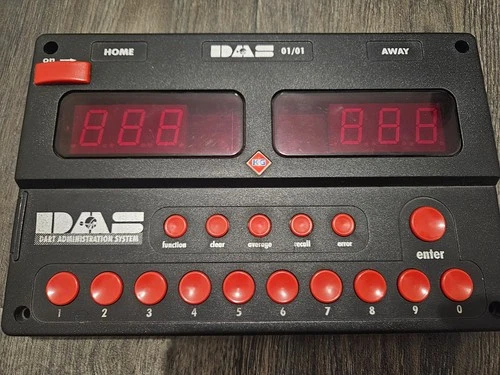 HOME
DAS 01/01
AWAY
on
888
888
DAS
DART ADMINISTRATION SYSTEM
function clear average recall error
enter
1 2 3 4 5 6 7 8 9 0